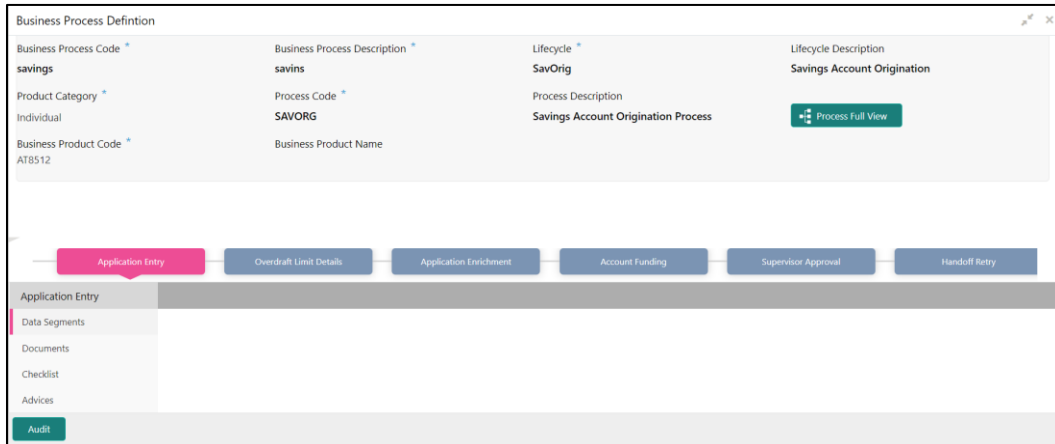 Business Process Defintion
Business Process Code * Business Process Description * Lifecycle * Lifecycle Description
savings savins SavOrig Savings Account Origination
Product Category * Process Code * Process Description
Individual SAVORG Savings Account Origination Process Process Full View
Business Product Code * Business Product Name
AT8512
Application Entry Overdraft Limit Details Application Enrichment Account Funding Supervisor Approval Handoff Retry
Application Entry
Data Segments
Documents
Checklist
Advices
Audit